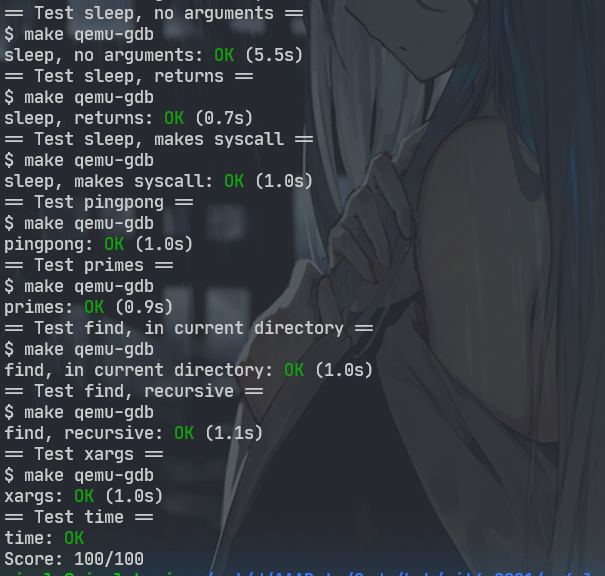 == Test sleep, no arguments ==
$ make qemu-gdb
sleep, no arguments: OK (5.5s)
== Test sleep, returns ==
$ make qemu-gdb
sleep, returns: OK (0.7s)
== Test sleep, makes syscall ==
$ make qemu-gdb
sleep, makes syscall: OK (1.0s)
== Test pingpong ==
$ make qemu-gdb
pingpong: OK (1.0s)
== Test primes ==
$ make qemu-gdb
primes: OK (0.9s)
== Test find, in current directory ==
$ make qemu-gdb
find, in current directory: OK (1.0s)
== Test find, recursive ==
$ make qemu-gdb
find, recursive: OK (1.1s)
== Test xargs ==
$ make qemu-gdb
xargs: OK (1.0s)
== Test time ==
time: OK
Score: 100/100